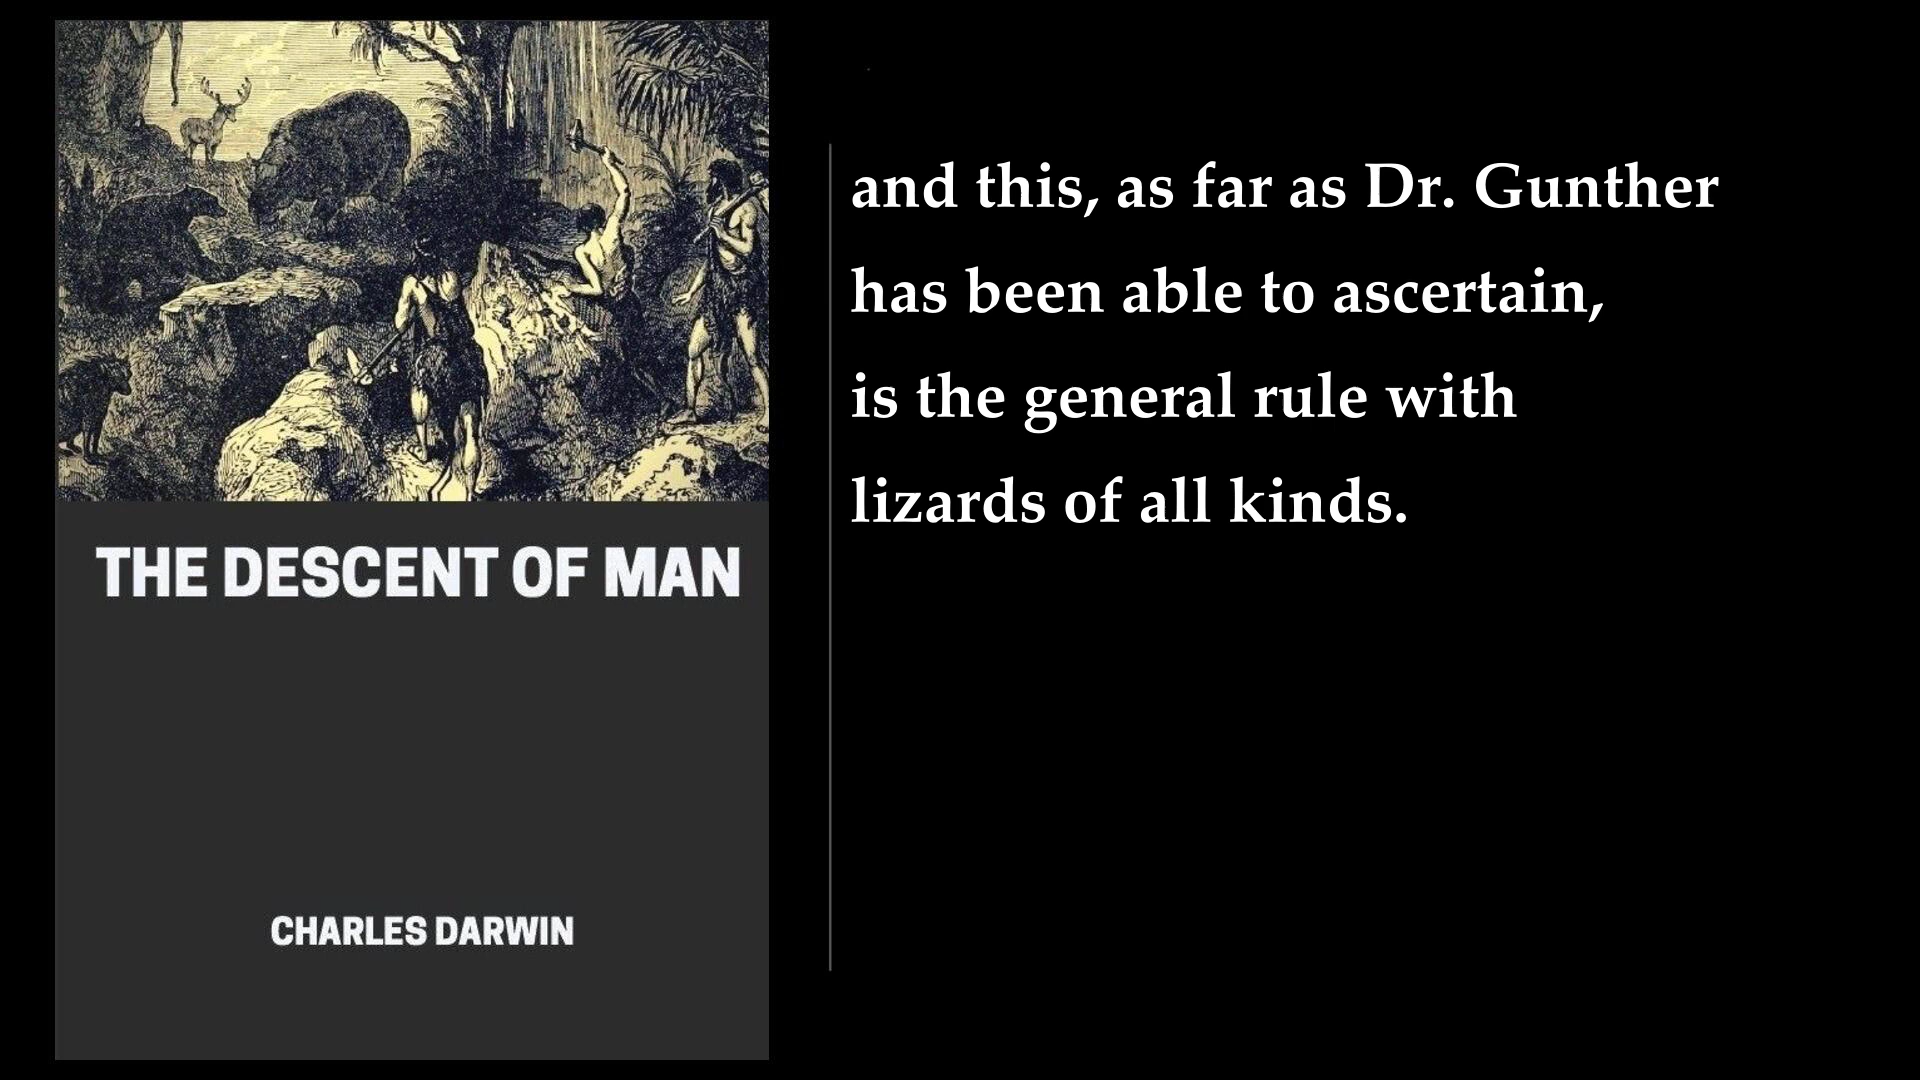 THE DESCENT OF MAN
CHARLES DARWIN
and this, as far as Dr. Gunther
has been able to ascertain,
is the general rule with
lizards of all kinds.